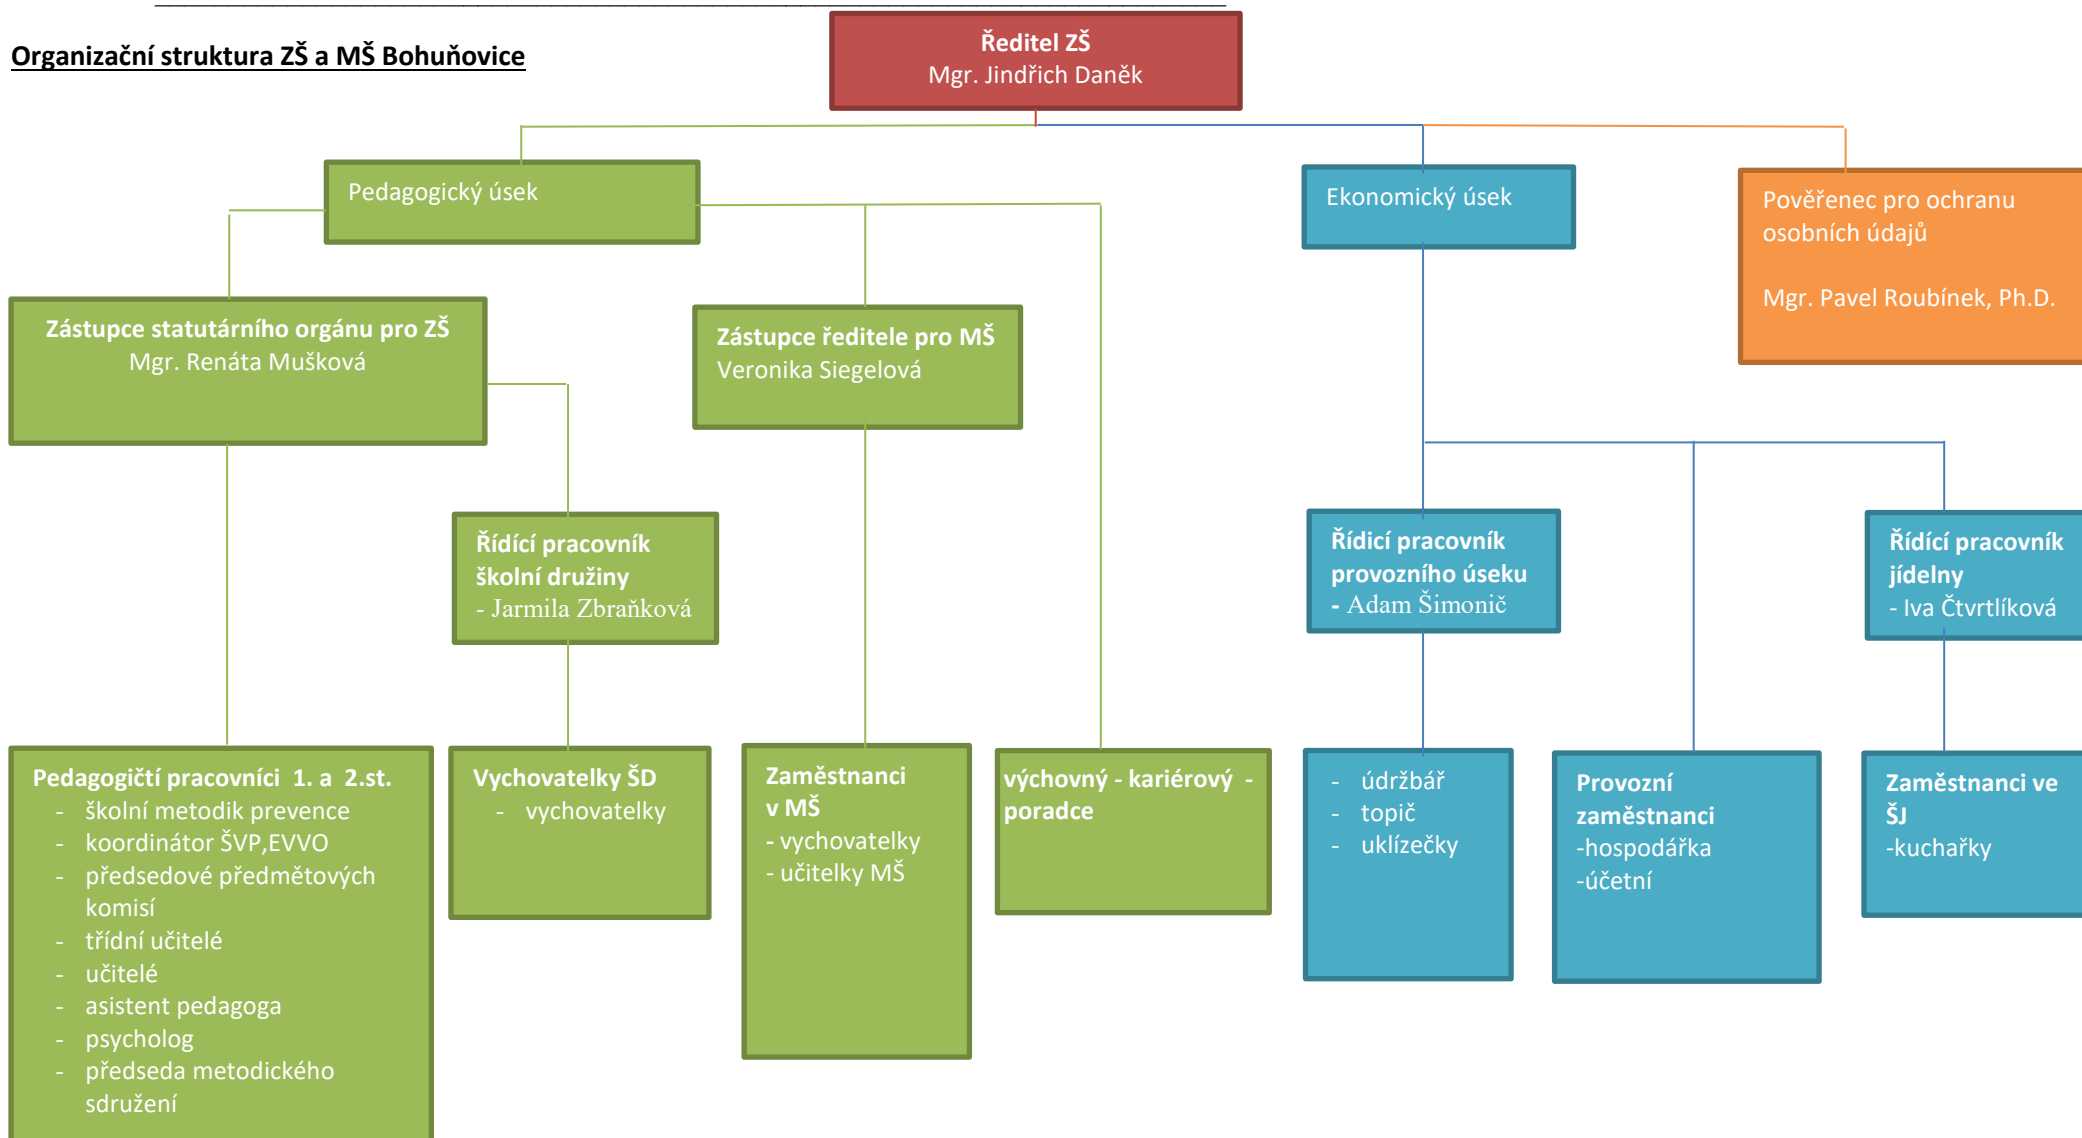 Organizační struktura ZŠ a MŠ Bohuňovice
Ředitel ZŠ
Mgr. Jindřich Daněk
Pedagogický úsek
Ekonomický úsek
Pověřenec pro ochranu
osobních údajů
Mgr. Pavel Roubínek, Ph.D.
Zástupce statutárního orgánu pro ZŠ
Mgr. Renáta Mušková
Zástupce ředitele pro MŠ
Veronika Siegelová
Řídící pracovník
školní družiny
- Jarmila Zbraňková
Řídicí pracovník
provozního úseku
- Adam Šimonič
Řídící pracovník
jídelny
- Iva Čtvrtlíková
Pedagogičtí pracovníci  1. a  2.st.
- školní metodik prevence
koordinátor ŠVP,EVVO
- předsedové předmětových
komisí
- třídní učitelé
- učitelé
- asistent pedagoga
- psycholog
- předseda metodického
sdružení
Vychovatelky ŠD
- vychovatelky
Zaměstnanci
v MŠ
- vychovatelky
- učitelky MŠ
výchovný - kariérový -
poradce
- údržbář
- topič
- uklízečky
Provozní
zaměstnanci
-hospodářka
-účetní
Zaměstnanci ve
ŠJ
-kuchařky